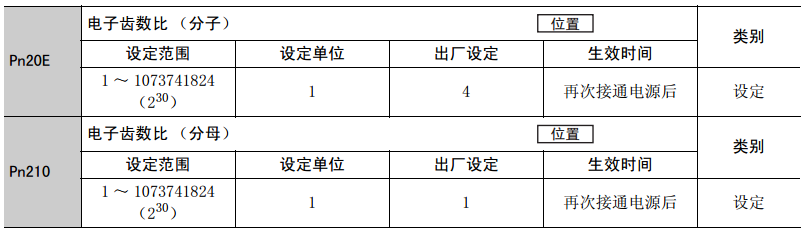 Pn20E
电子齿数比 （分子） 位置 类别
设定范围 设定单位 出厂设定 生效时间
1 ～ 1073741824
（2³⁰） 1 4 再次接通电源后 设定
Pn210
电子齿数比 （分母） 位置 类别
设定范围 设定单位 出厂设定 生效时间
1 ～ 1073741824
（2³⁰） 1 1 再次接通电源后 设定